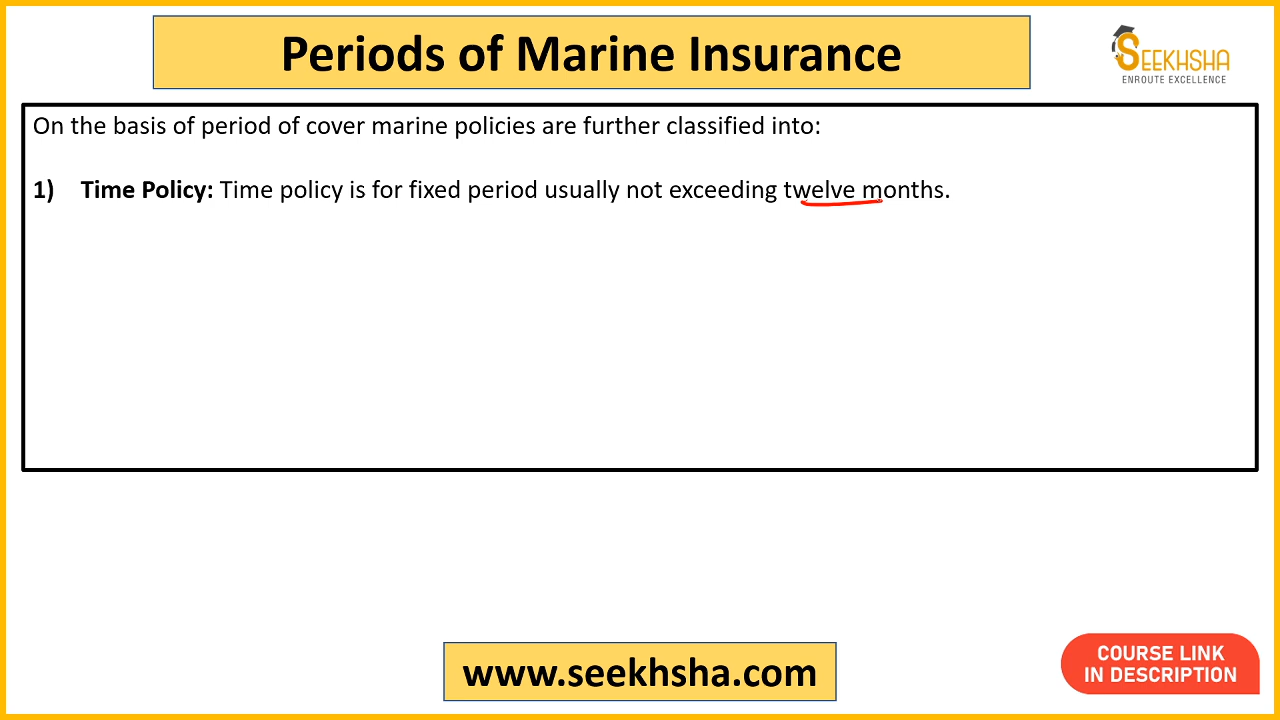 Periods of Marine Insurance
SEEKHSHA
ENROUTE EXCELLENCE
On the basis of period of cover marine policies are further classified into:
1) Time Policy: Time policy is for fixed period usually not exceeding twelve months.
www.seekhsha.com
COURSE LINK
IN DESCRIPTION